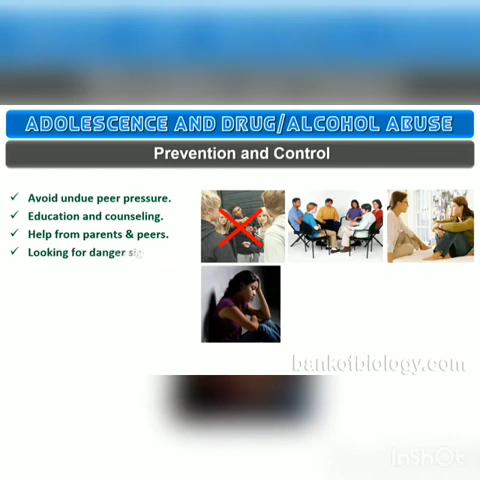 ADOLESCENCE AND DRUG/ALCOHOL ABUSE
Prevention and Control
✓ Avoid undue peer pressure.
✓ Education and counseling.
✓ Help from parents & peers.
✓ Looking for danger sig
bankofbiology.com
InShOt